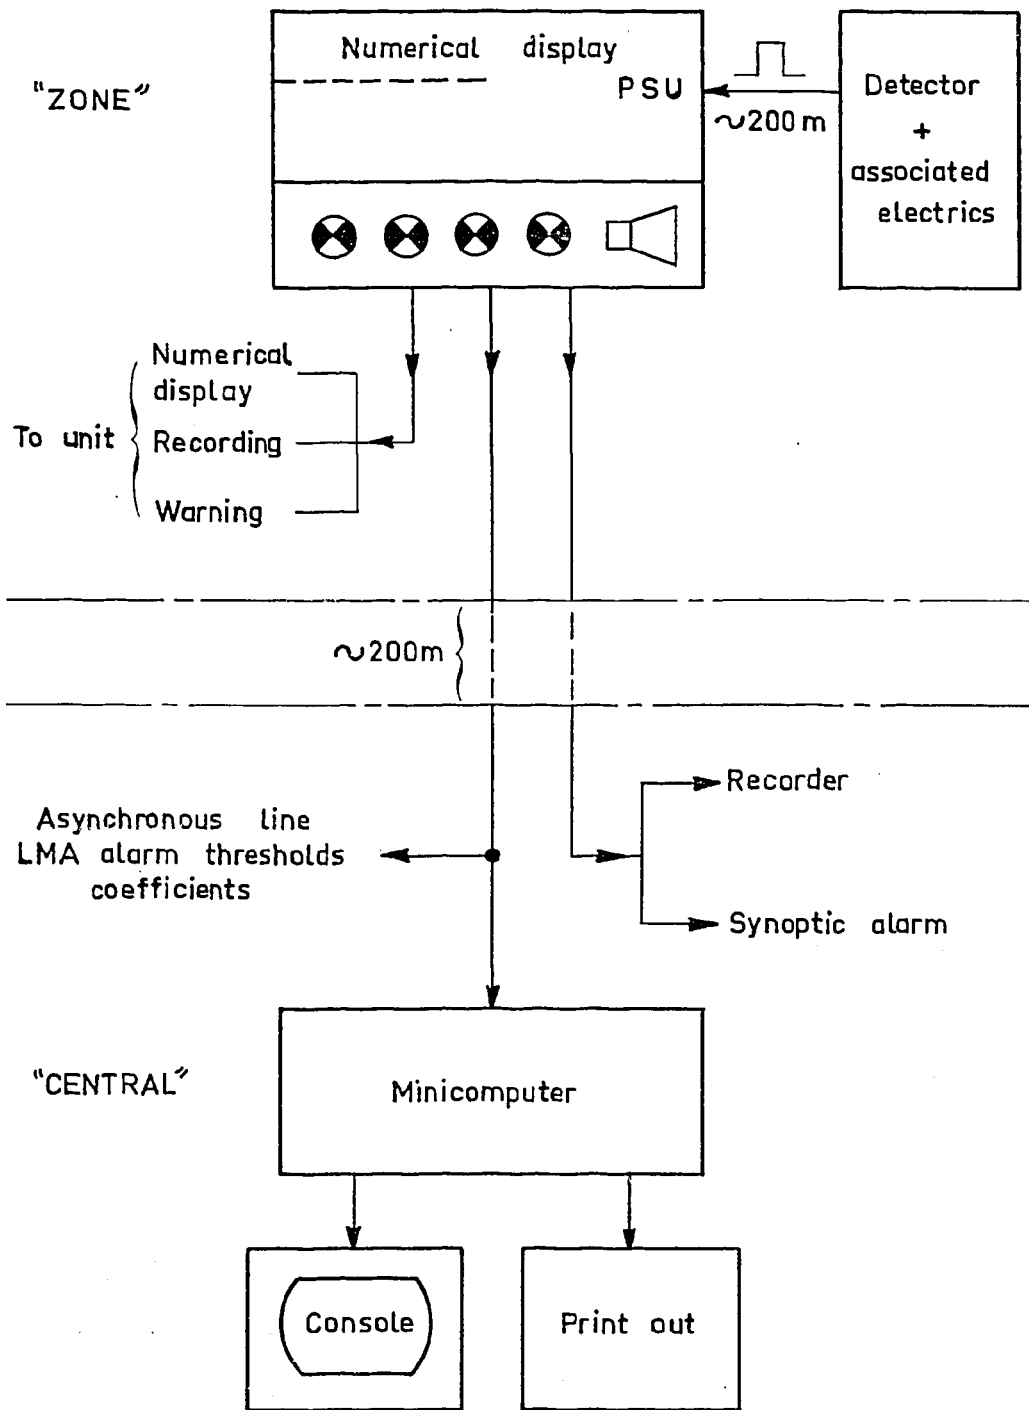 Numerical display
"ZONE"
PSU
~200m
Detector
+
associated
electrics
Numerical
display
To unit
Recording
Warning
~200m
Recorder
Asynchronous line
LMA alarm thresholds
coefficients
Synoptic alarm
"CENTRAL"
Minicomputer
Console
Print out